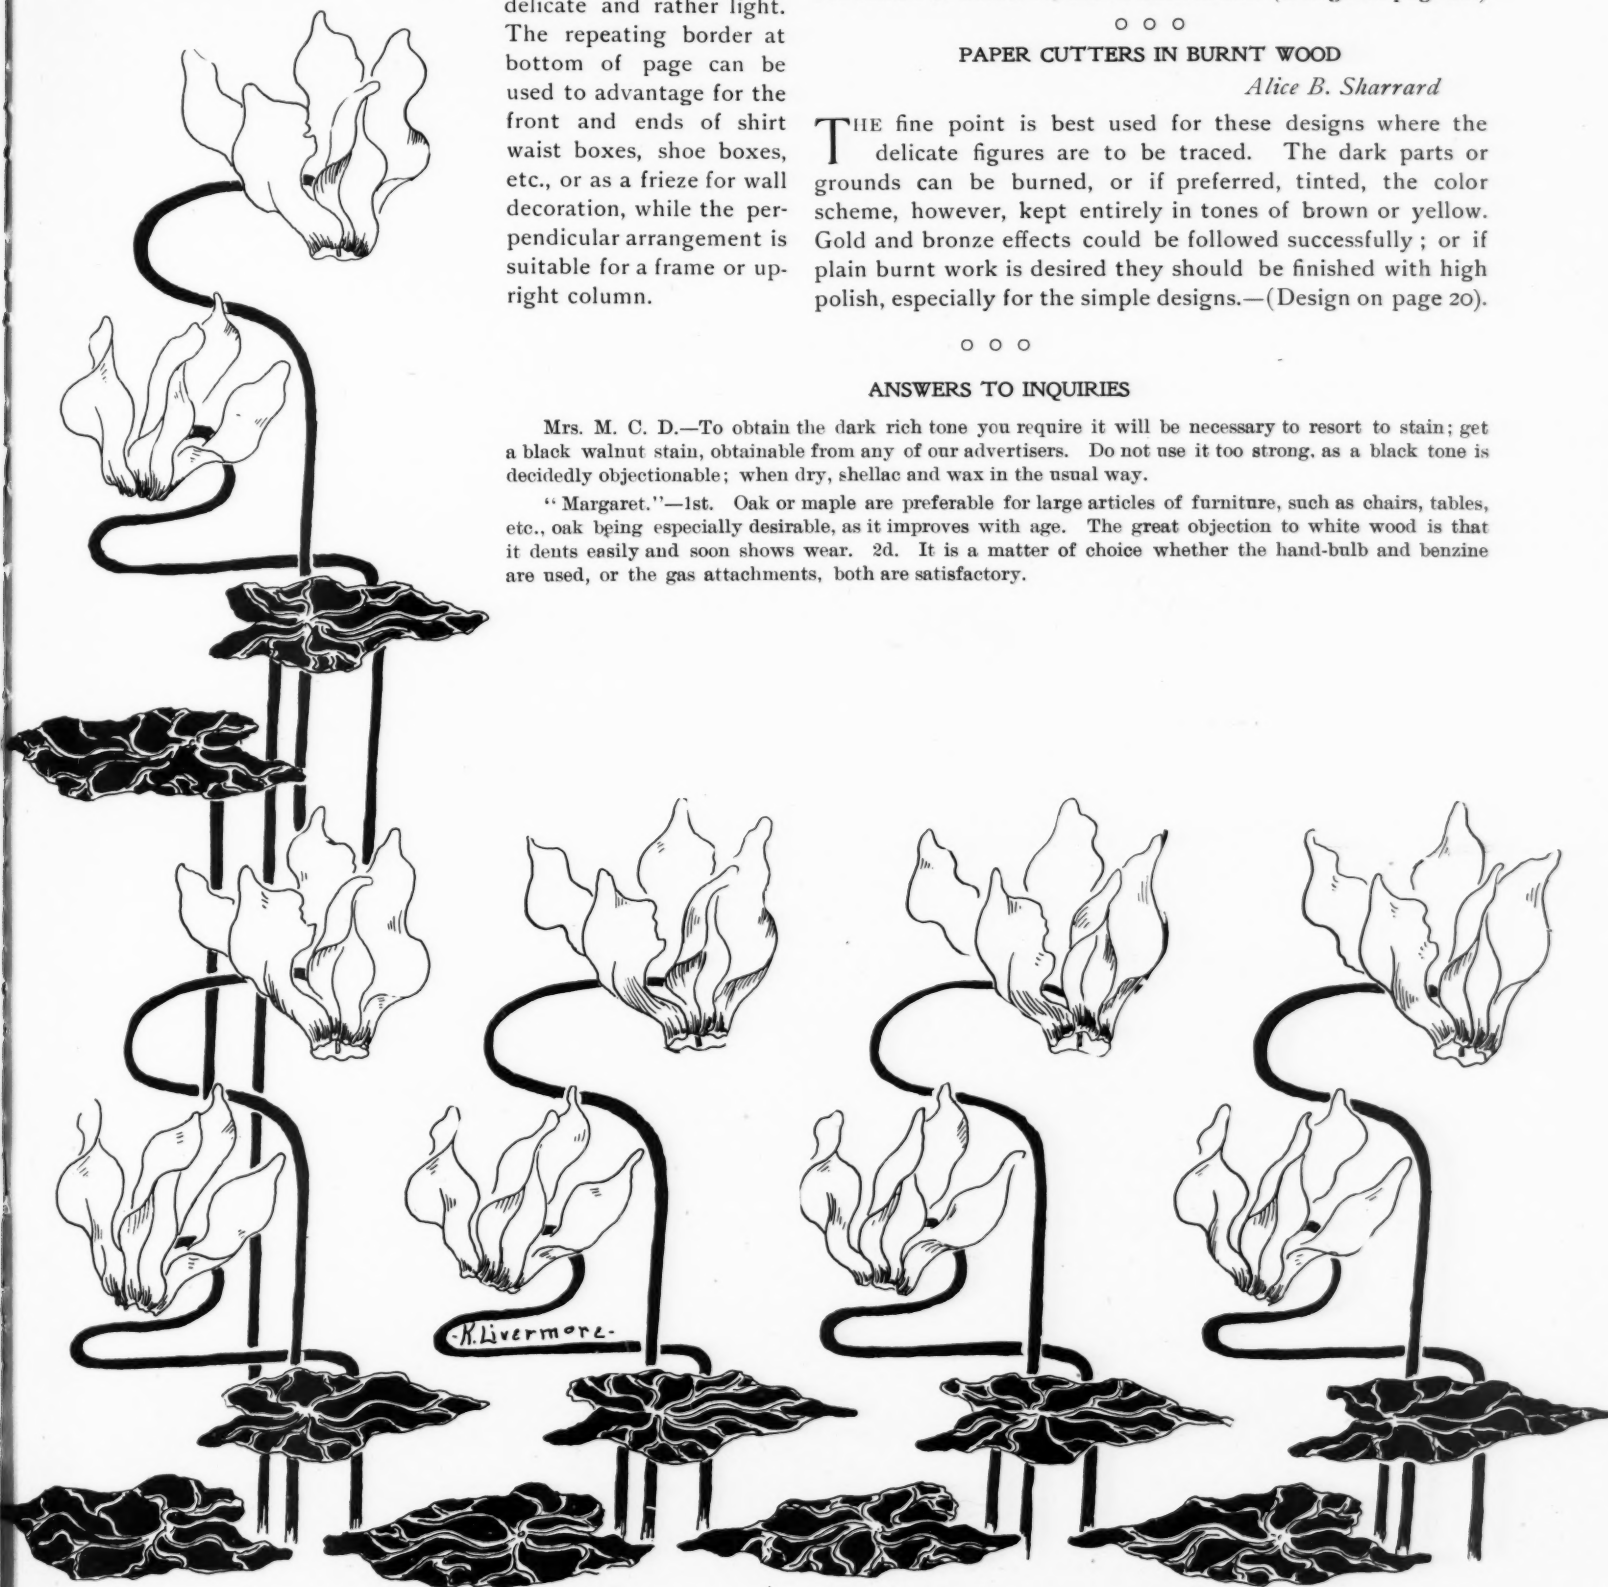 delicate and rather light.
The repeating border at
bottom of page can be
used to advantage for the
front and ends of shirt
waist boxes, shoe boxes,
etc., or as a frieze for wall
decoration, while the per-
pendicular arrangement is
suitable for a frame or up-
right column.
o o o
PAPER CUTTERS IN BURNT WOOD
Alice B. Sharrard
THE fine point is best used for these designs where the
delicate figures are to be traced. The dark parts or
grounds can be burned, or if preferred, tinted, the color
scheme, however, kept entirely in tones of brown or yellow.
Gold and bronze effects could be followed successfully; or if
plain burnt work is desired they should be finished with high
polish, especially for the simple designs.—(Design on page 20).
o o o
ANSWERS TO INQUIRIES
Mrs. M. C. D.—To obtain the dark rich tone you require it will be necessary to resort to stain; get
a black walnut stain, obtainable from any of our advertisers. Do not use it too strong, as a black tone is
decidedly objectionable; when dry, shellac and wax in the usual way.
"Margaret."—1st. Oak or maple are preferable for large articles of furniture, such as chairs, tables,
etc., oak being especially desirable, as it improves with age. The great objection to white wood is that
it dents easily and soon shows wear. 2d. It is a matter of choice whether the hand-bulb and benzine
are used, or the gas attachments, both are satisfactory.
-K. Livermore-